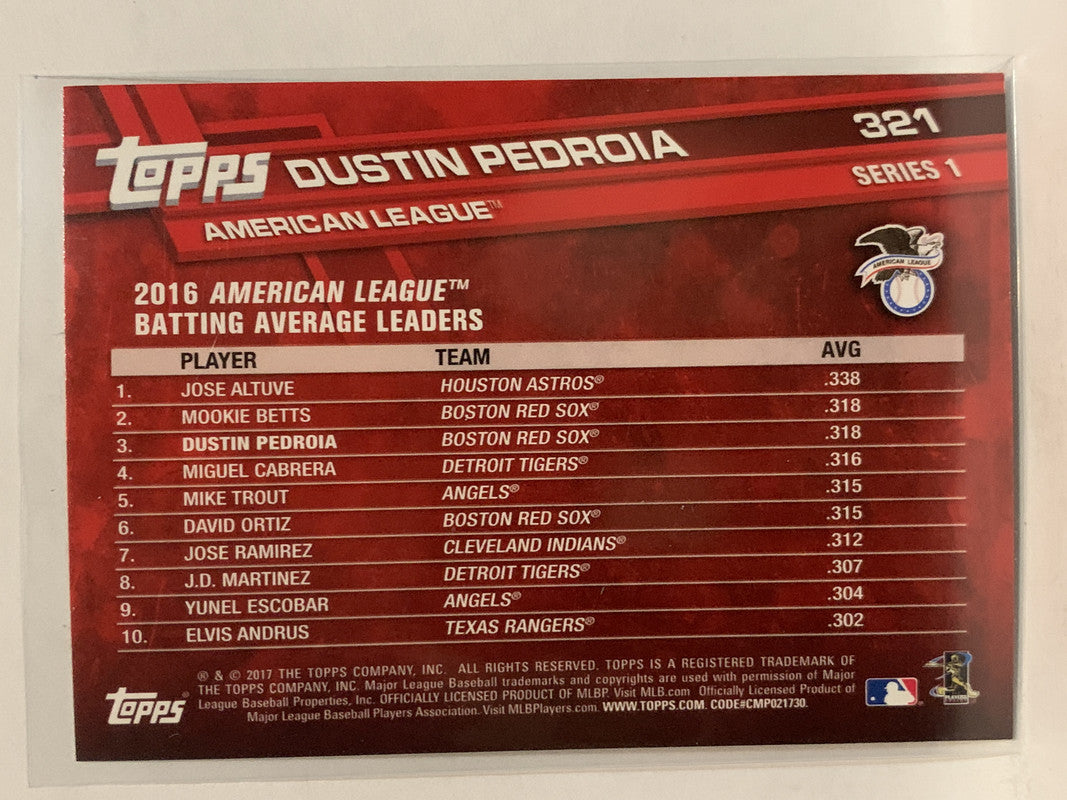 topps DUSTIN PEDROIA 321
AMERICAN LEAGUE™ SERIES 1
AMERICAN LEAGUE
2016 AMERICAN LEAGUE™
BATTING AVERAGE LEADERS
PLAYER TEAM AVG
1. JOSE ALTUVE HOUSTON ASTROS® .338
2. MOOKIE BETTS BOSTON RED SOX® .318
3. DUSTIN PEDROIA BOSTON RED SOX® .318
4. MIGUEL CABRERA DETROIT TIGERS® .316
5. MIKE TROUT ANGELS® .315
6. DAVID ORTIZ BOSTON RED SOX® .315
7. JOSE RAMIREZ CLEVELAND INDIANS® .312
8. J.D. MARTINEZ DETROIT TIGERS® .307
9. YUNEL ESCOBAR ANGELS® .304
10. ELVIS ANDRUS TEXAS RANGERS® .302
® & © 2017 THE TOPPS COMPANY, INC. ALL RIGHTS RESERVED. TOPPS IS A REGISTERED TRADEMARK OF
THE TOPPS COMPANY, INC. Major League Baseball trademarks and copyrights are used with permission of Major
League Baseball Properties, Inc. OFFICIALLY LICENSED PRODUCT OF MLBP. Visit MLB.com Officially Licensed Product of
Major League Baseball Players Association. Visit MLBPlayers.com. WWW.TOPPS.COM. CODE#CMP021730.
topps®
PLAYERS